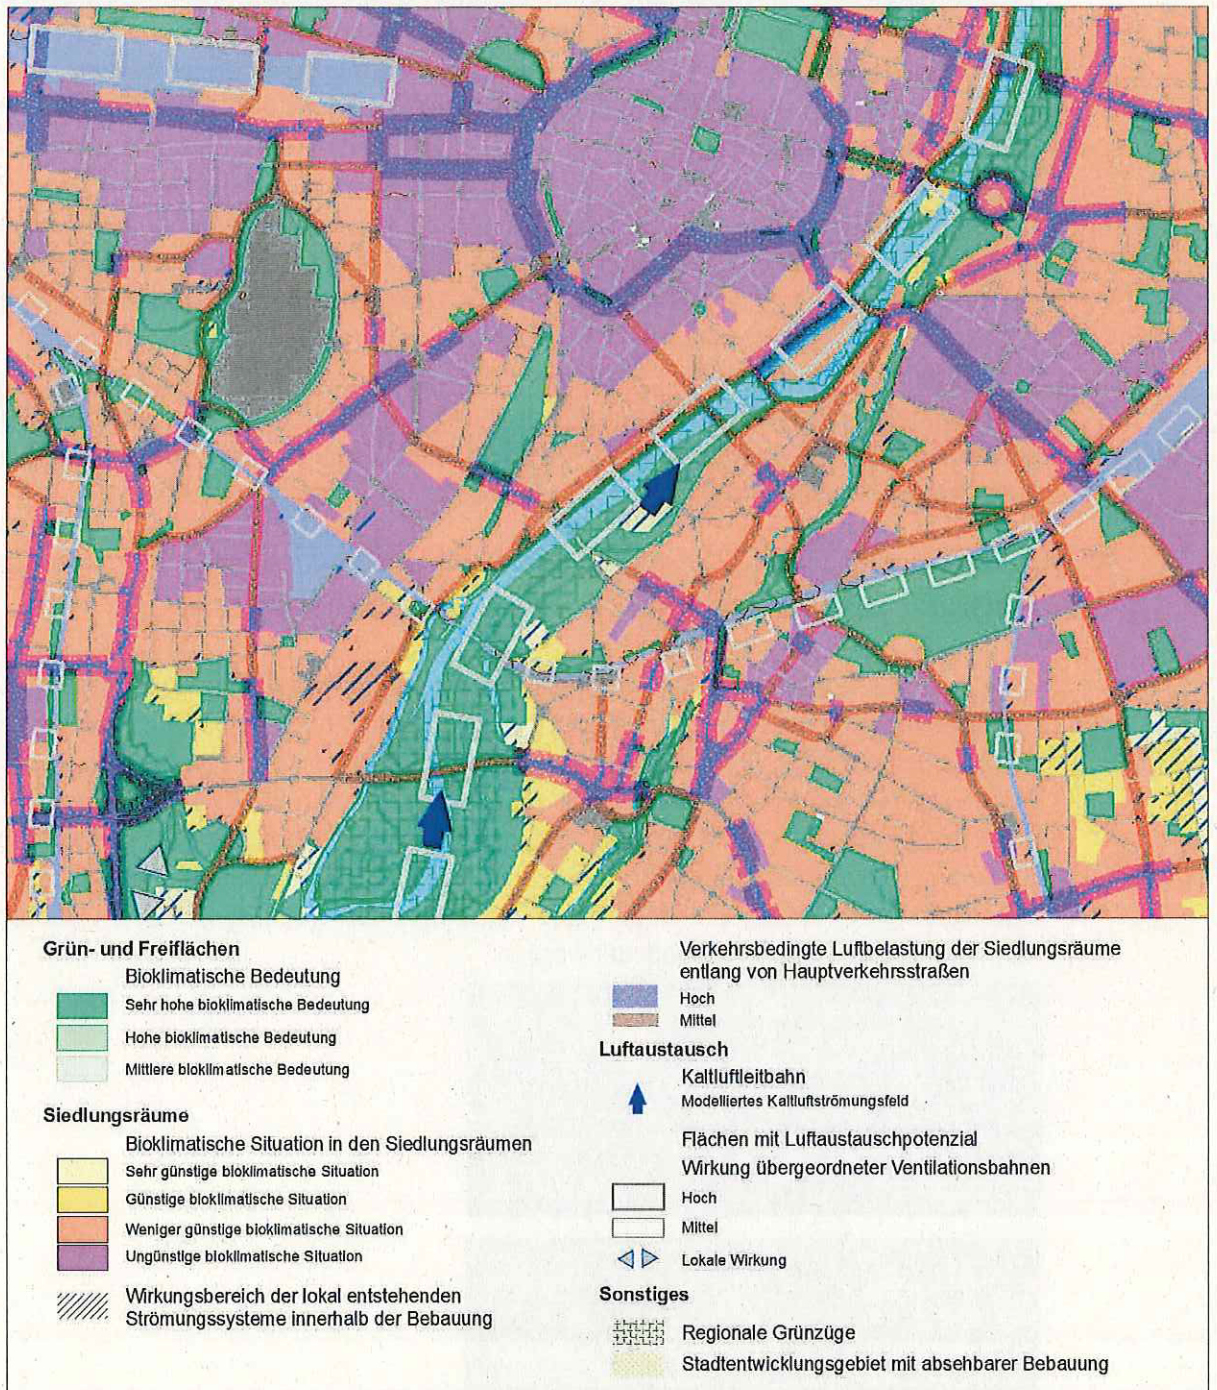 Grün- und Freiflächen
Bioklimatische Bedeutung
Sehr hohe bioklimatische Bedeutung
Hohe bioklimatische Bedeutung
Mittlere bioklimatische Bedeutung
Siedlungsräume
Bioklimatische Situation in den Siedlungsräumen
Sehr günstige bioklimatische Situation
Günstige bioklimatische Situation
Weniger günstige bioklimatische Situation
Ungünstige bioklimatische Situation
Wirkungsbereich der lokal entstehenden
Strömungssysteme innerhalb der Bebauung
Verkehrsbedingte Luftbelastung der Siedlungsräume
entlang von Hauptverkehrsstraßen
Hoch
Mittel
Luftaustausch
Kaltluftleitbahn
Modelliertes Kaltluftströmungsfeld
Flächen mit Luftaustauschpotenzial
Wirkung übergeordneter Ventilationsbahnen
Hoch
Mittel
Lokale Wirkung
Sonstiges
Regionale Grünzüge
Stadtentwicklungsgebiet mit absehbarer Bebauung